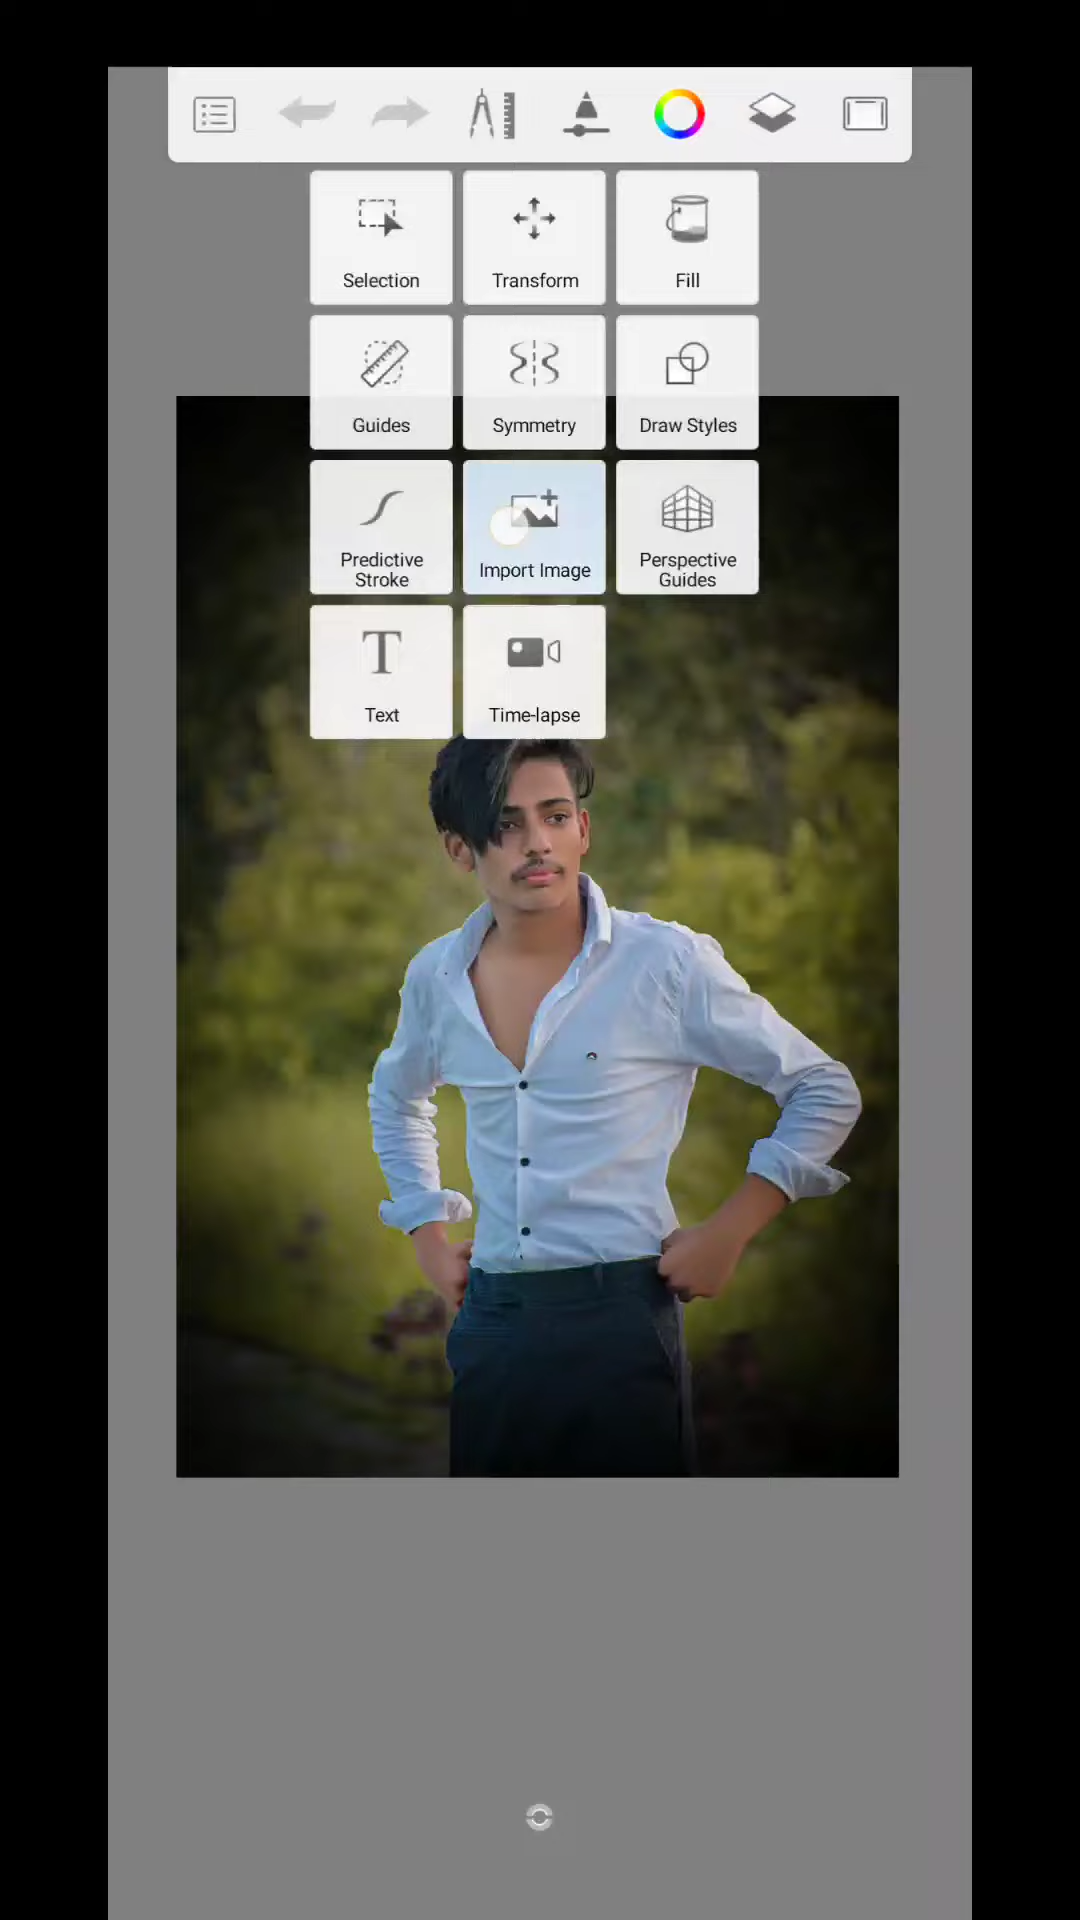 Selection
Transform
Fill
Guides
Symmetry
Draw Styles
Predictive
Stroke
Import Image
Perspective
Guides
Text
Time-lapse